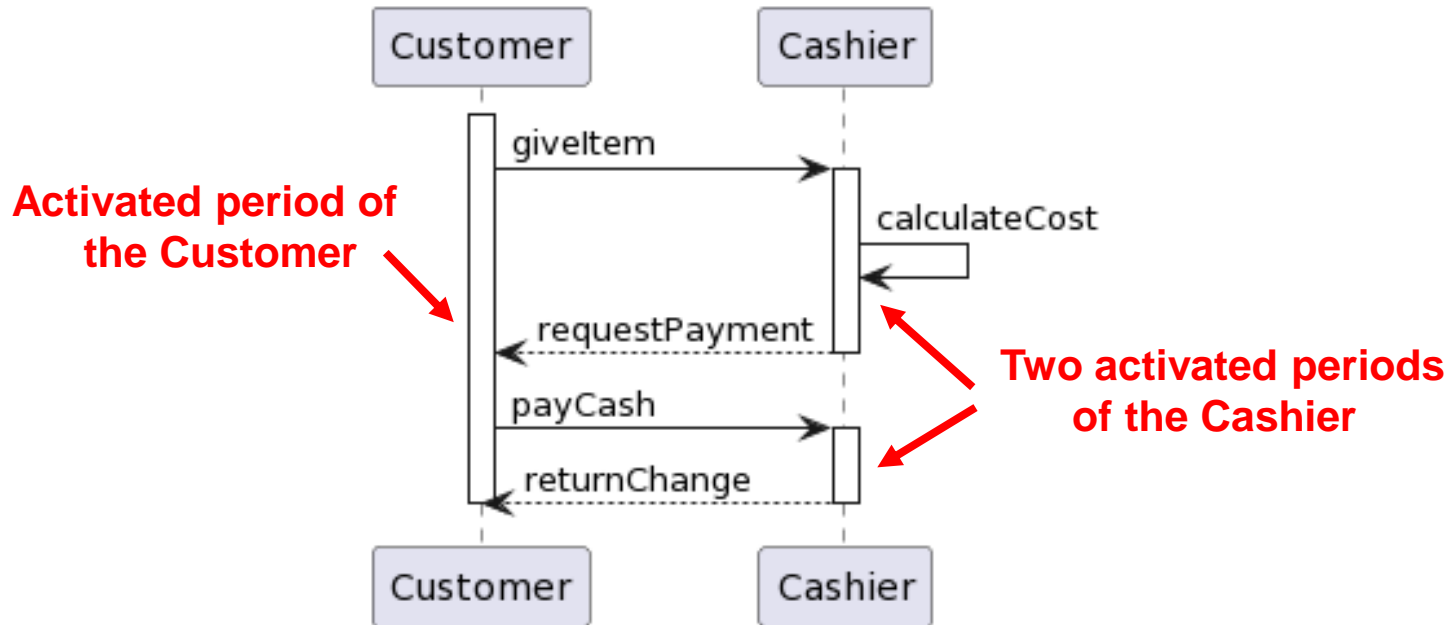 Customer
Cashier
giveItem
Activated period of
the Customer
calculateCost
requestPayment
Two activated periods
of the Cashier
payCash
returnChange
Customer
Cashier